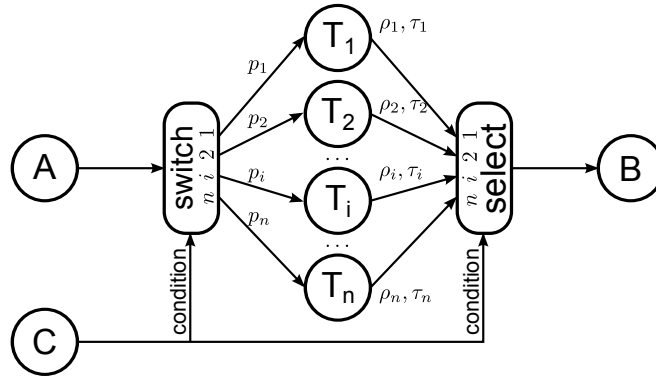 T1
ρ1, τ1
p1
T2
ρ2, τ2
p2
...
A
switch
n i 2 1
pi
Ti
ρi, τi
n i 2 1
select
B
pn
...
Tn
ρn, τn
condition
condition
C